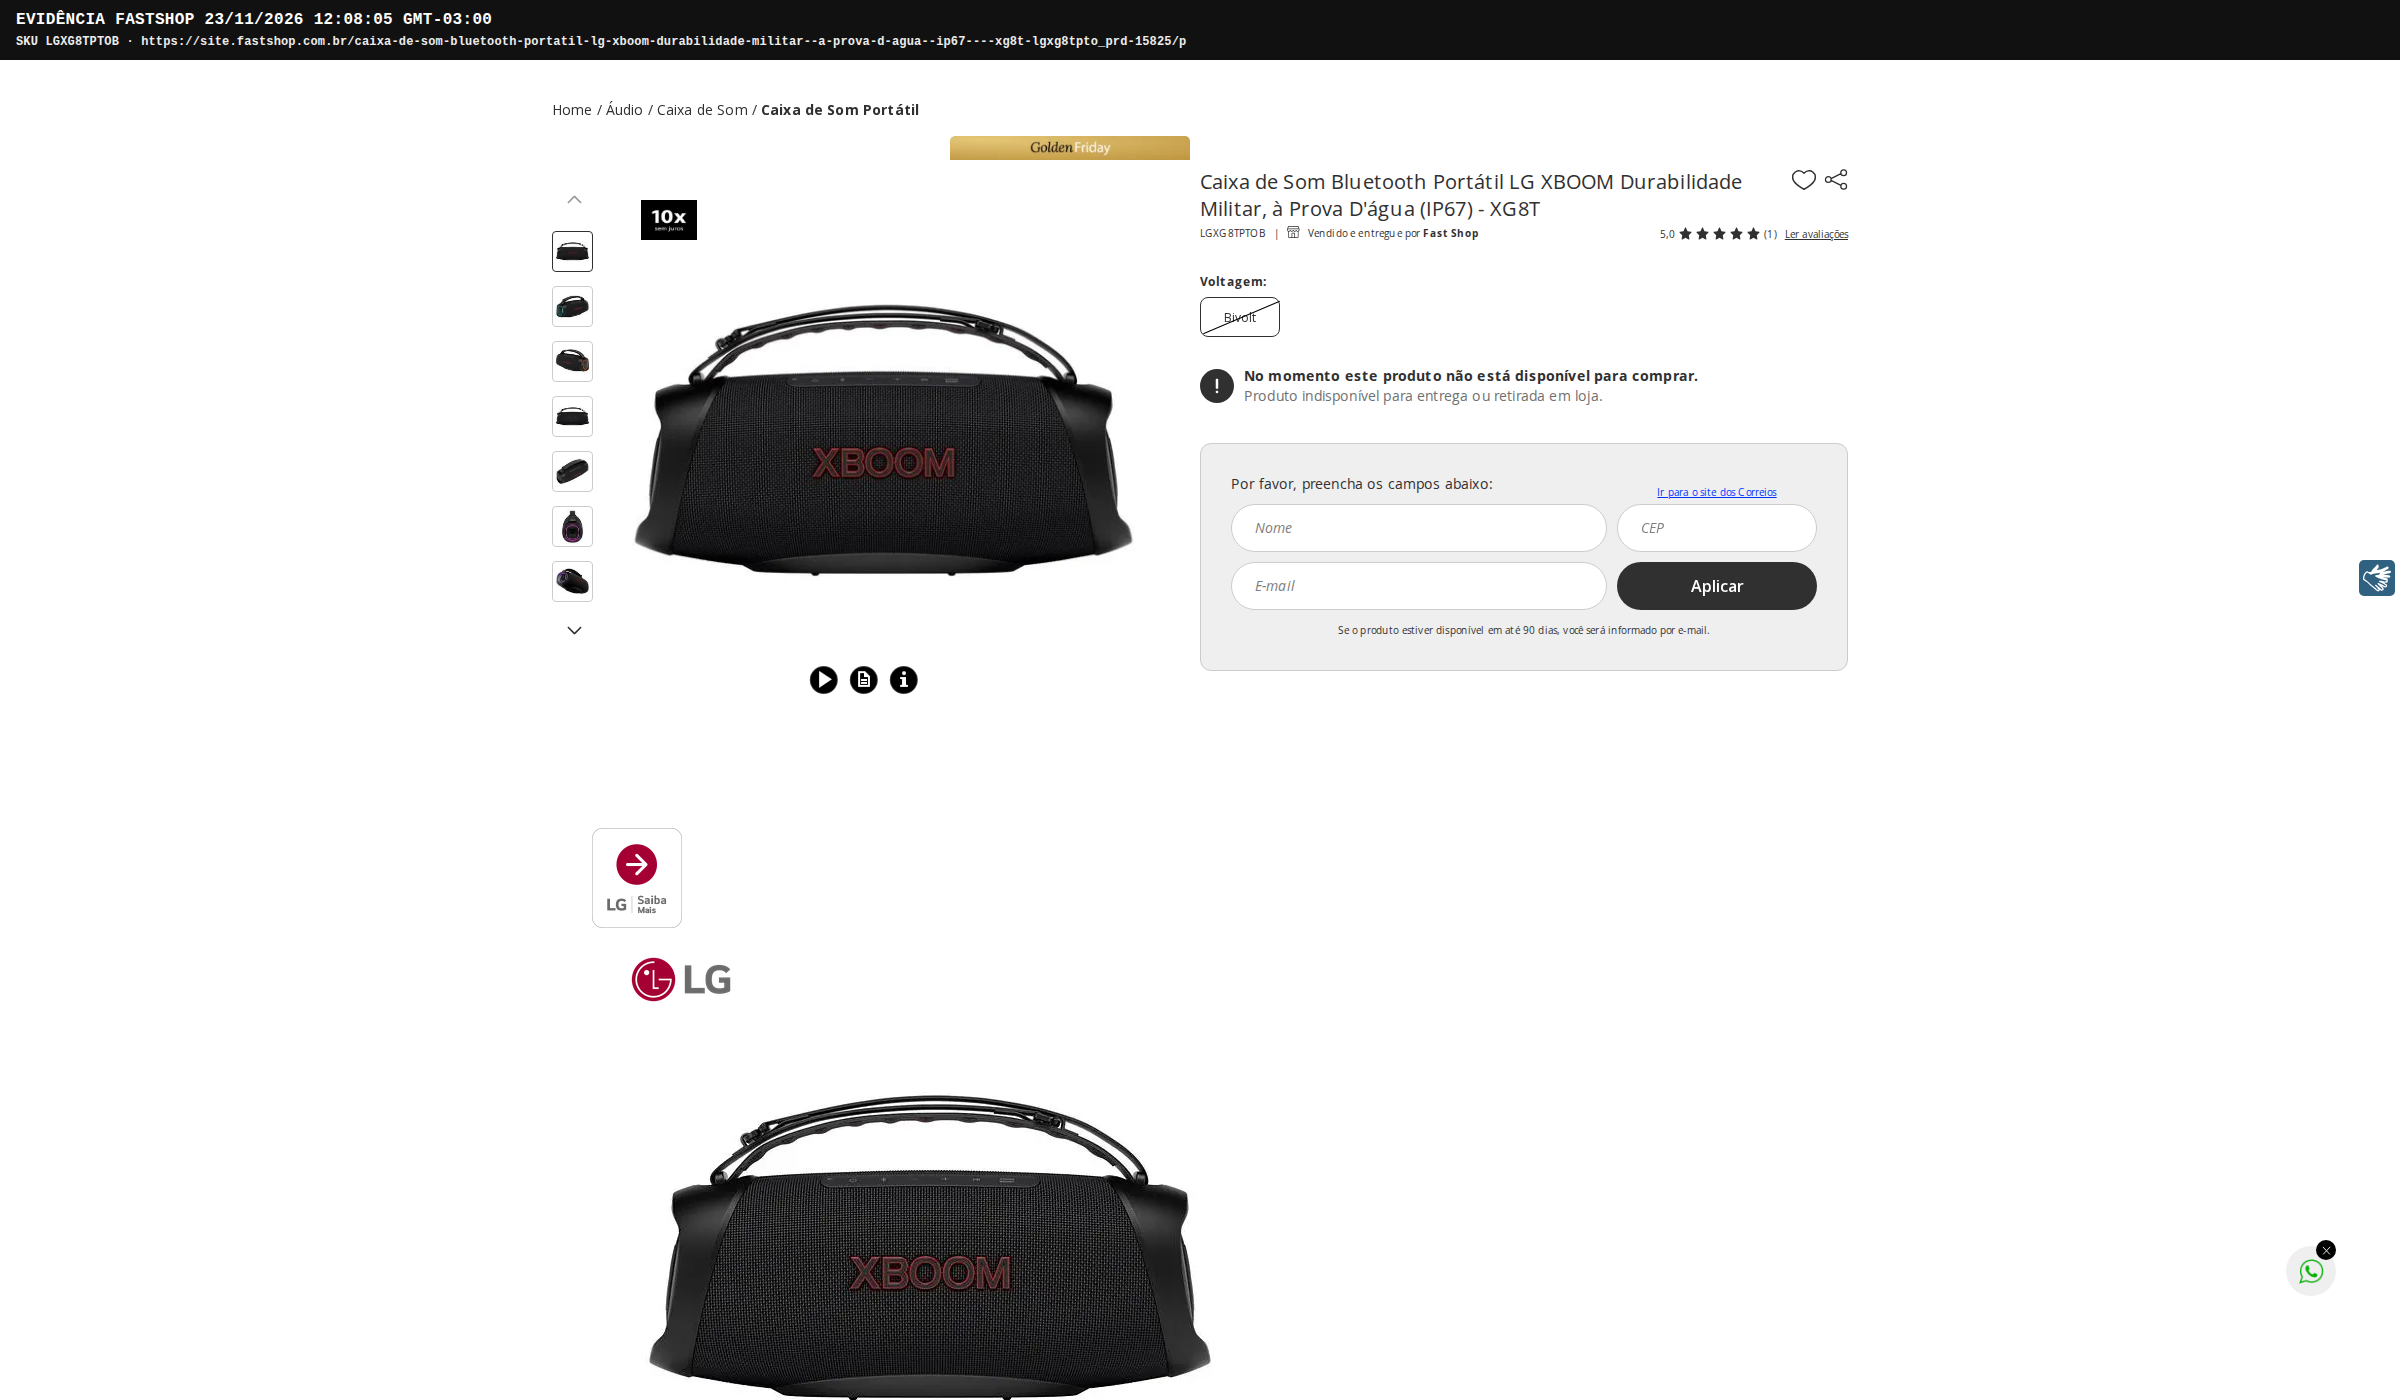 EVIDÊNCIA FASTSHOP 23/11/2026 12:08:05 GMT-03:00
SKU LGXG8TPTOB · https://site.fastshop.com.br/caixa-de-som-bluetooth-portatil-lg-xboom-durabilidade-militar--a-prova-d-agua--ip67----xg8t-lgxg8tpto_prd-15825/p
Home / Áudio / Caixa de Som / Caixa de Som Portátil
Golden Friday
10x
sem juros
XBOOM
Caixa de Som Bluetooth Portátil LG XBOOM Durabilidade
Militar, à Prova D'água (IP67) - XG8T
LGXG8TPTOB | Vendido e entregue por Fast Shop
5,0 (1) Ler avaliações
Voltagem:
Bivolt
No momento este produto não está disponível para comprar.
Produto indisponível para entrega ou retirada em loja.
Por favor, preencha os campos abaixo:
Ir para o site dos Correios
Nome
CEP
E-mail
Aplicar
Se o produto estiver disponível em até 90 dias, você será informado por e-mail.
LG | Saiba
Mais
LG
XBOOM